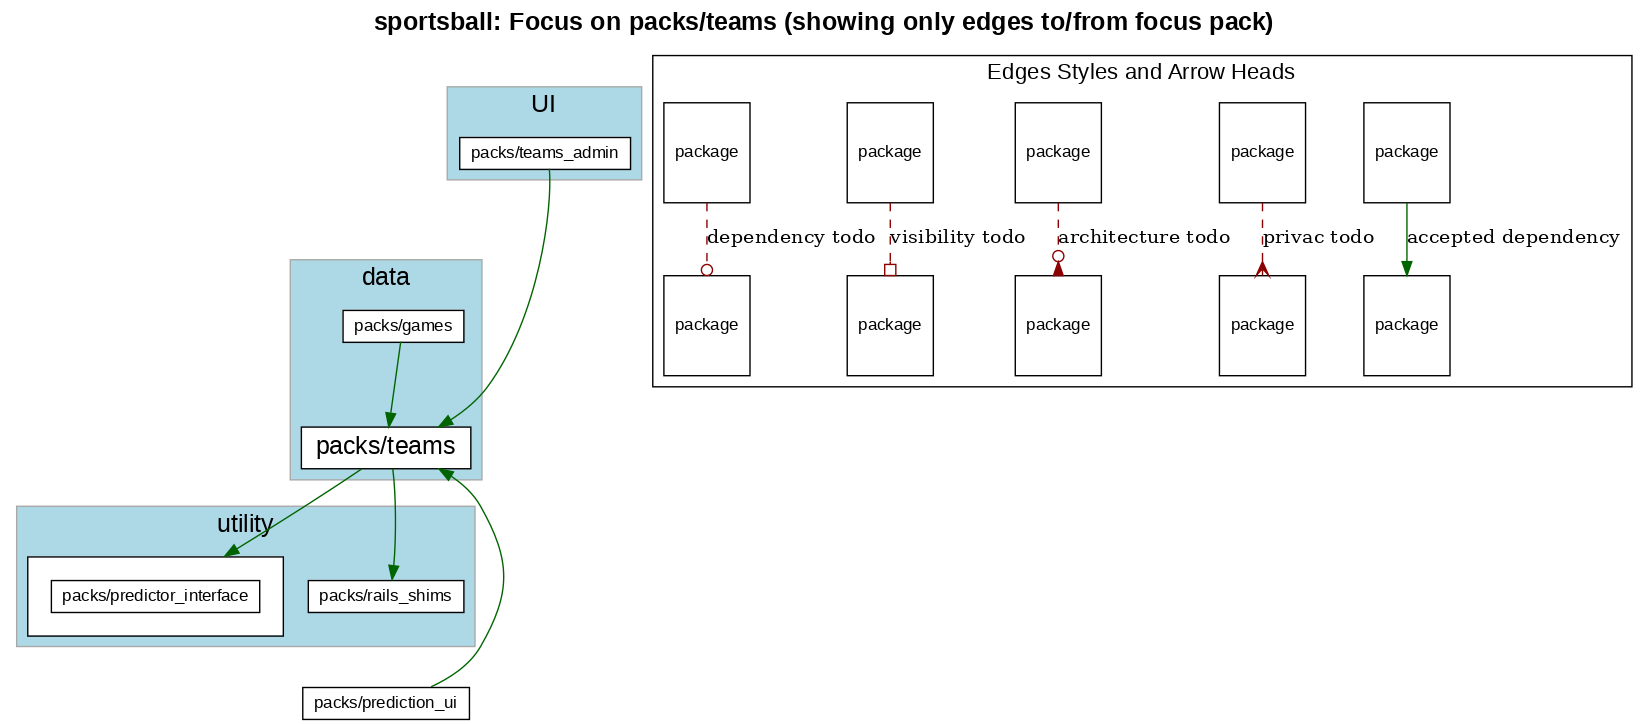 sportsball: Focus on packs/teams (showing only edges to/from focus pack)
UI
packs/teams_admin
data
packs/games
packs/teams
utility
packs/predictor_interface
packs/rails_shims
packs/prediction_ui
Edges Styles and Arrow Heads
package
package
package
package
package
dependency todo
visibility todo
architecture todo
privac todo
accepted dependency
package
package
package
package
package